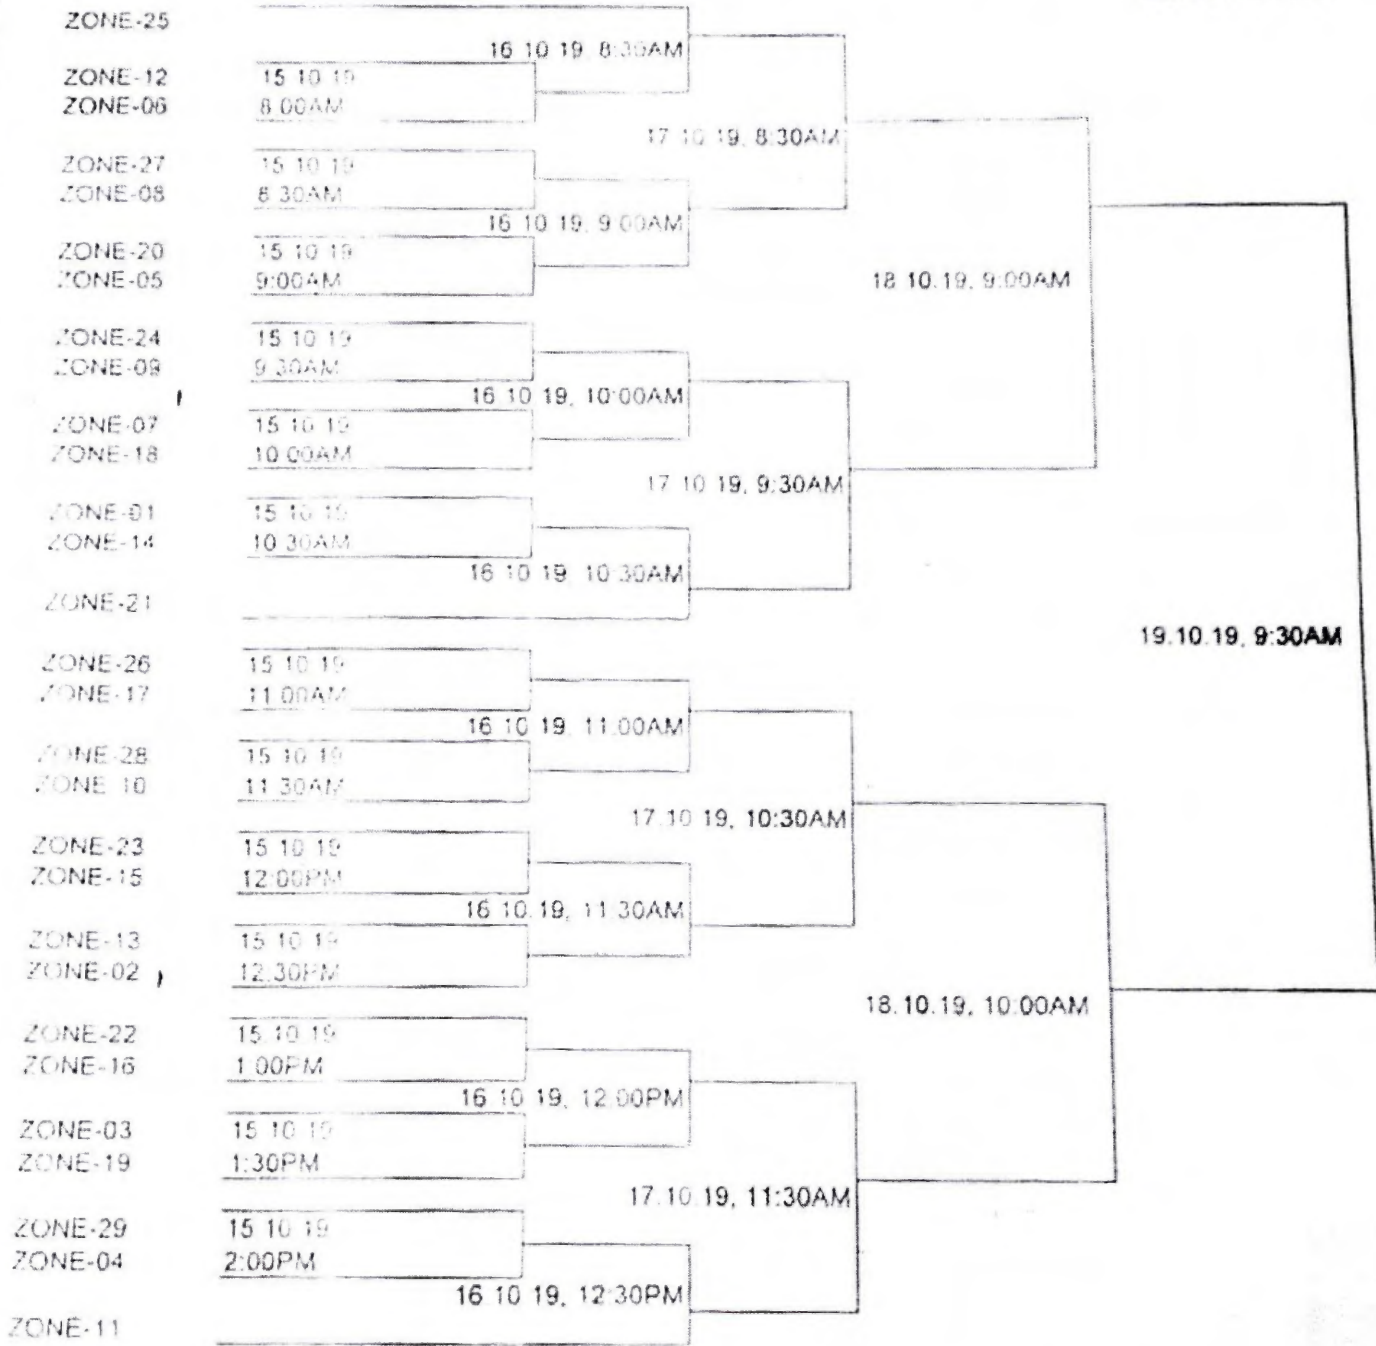 ZONE-25
16 10 19, 8:30AM
ZONE-12 15 10 19
ZONE-06 8 00AM
17 10 19, 8:30AM
ZONE-27 15 10 19
ZONE-08 8 30AM
16 10 19, 9 00AM
ZONE-20 15 10 19
ZONE-05 9:00AM
18 10.19, 9:00AM
ZONE-24 15 10 19
ZONE-09 9 30AM
16 10 19, 10:00AM
ZONE-07 15 10 19
ZONE-18 10 00AM
17 10 19, 9:30AM
ZONE-01 15 10 19
ZONE-14 10 30AM
16 10 19, 10:30AM
ZONE-21
19.10.19, 9:30AM
ZONE-26 15 10 19
ZONE-17 11 00AM
16 10 19, 11:00AM
ZONE-28 15 10 19
ZONE 10 11 30AM
17.10 19, 10:30AM
ZONE-23 15 10 19
ZONE-15 12:00PM
16 10.19, 11:30AM
ZONE-13 15 10 19
ZONE-02 12:30PM
18.10.19, 10:00AM
ZONE-22 15.10 19
ZONE-16 1 00PM
16 10 19, 12:00PM
ZONE-03 15 10 19
ZONE-19 1:30PM
17.10.19, 11:30AM
ZONE-29 15 10 19
ZONE-04 2:00PM
16 10 19, 12:30PM
ZONE-11